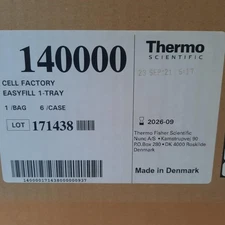 140000
Thermo
SCIENTIFIC
CELL FACTORY
EASYFILL 1-TRAY
1 /BAG 6 /CASE
LOT 171438
2026-09
Thermo Fisher Scientific
Nunc A/S • Kamstrupvej 90
P.O.Box 280 • DK 4000 Roskilde
Denmark
Made in Denmark